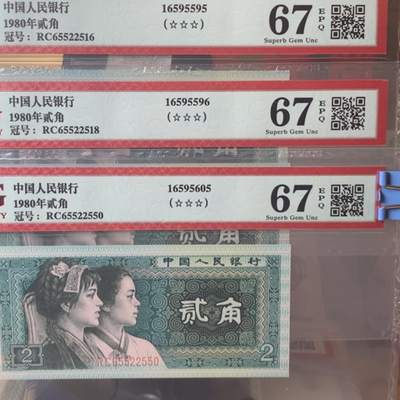 中国人民银行 16595595 67 EPQ
1980年贰角 (☆☆☆) Superb Gem Unc
冠号: RC65522516
中国人民银行 16595596 67 EPQ
1980年贰角 (☆☆☆) Superb Gem Unc
冠号: RC65522518
G 中国人民银行 16595605 67 EPQ
TY 1980年贰角 (☆☆☆) Superb Gem Unc
冠号: RC65522550
中国人民银行
贰角
2 RC65522550 2